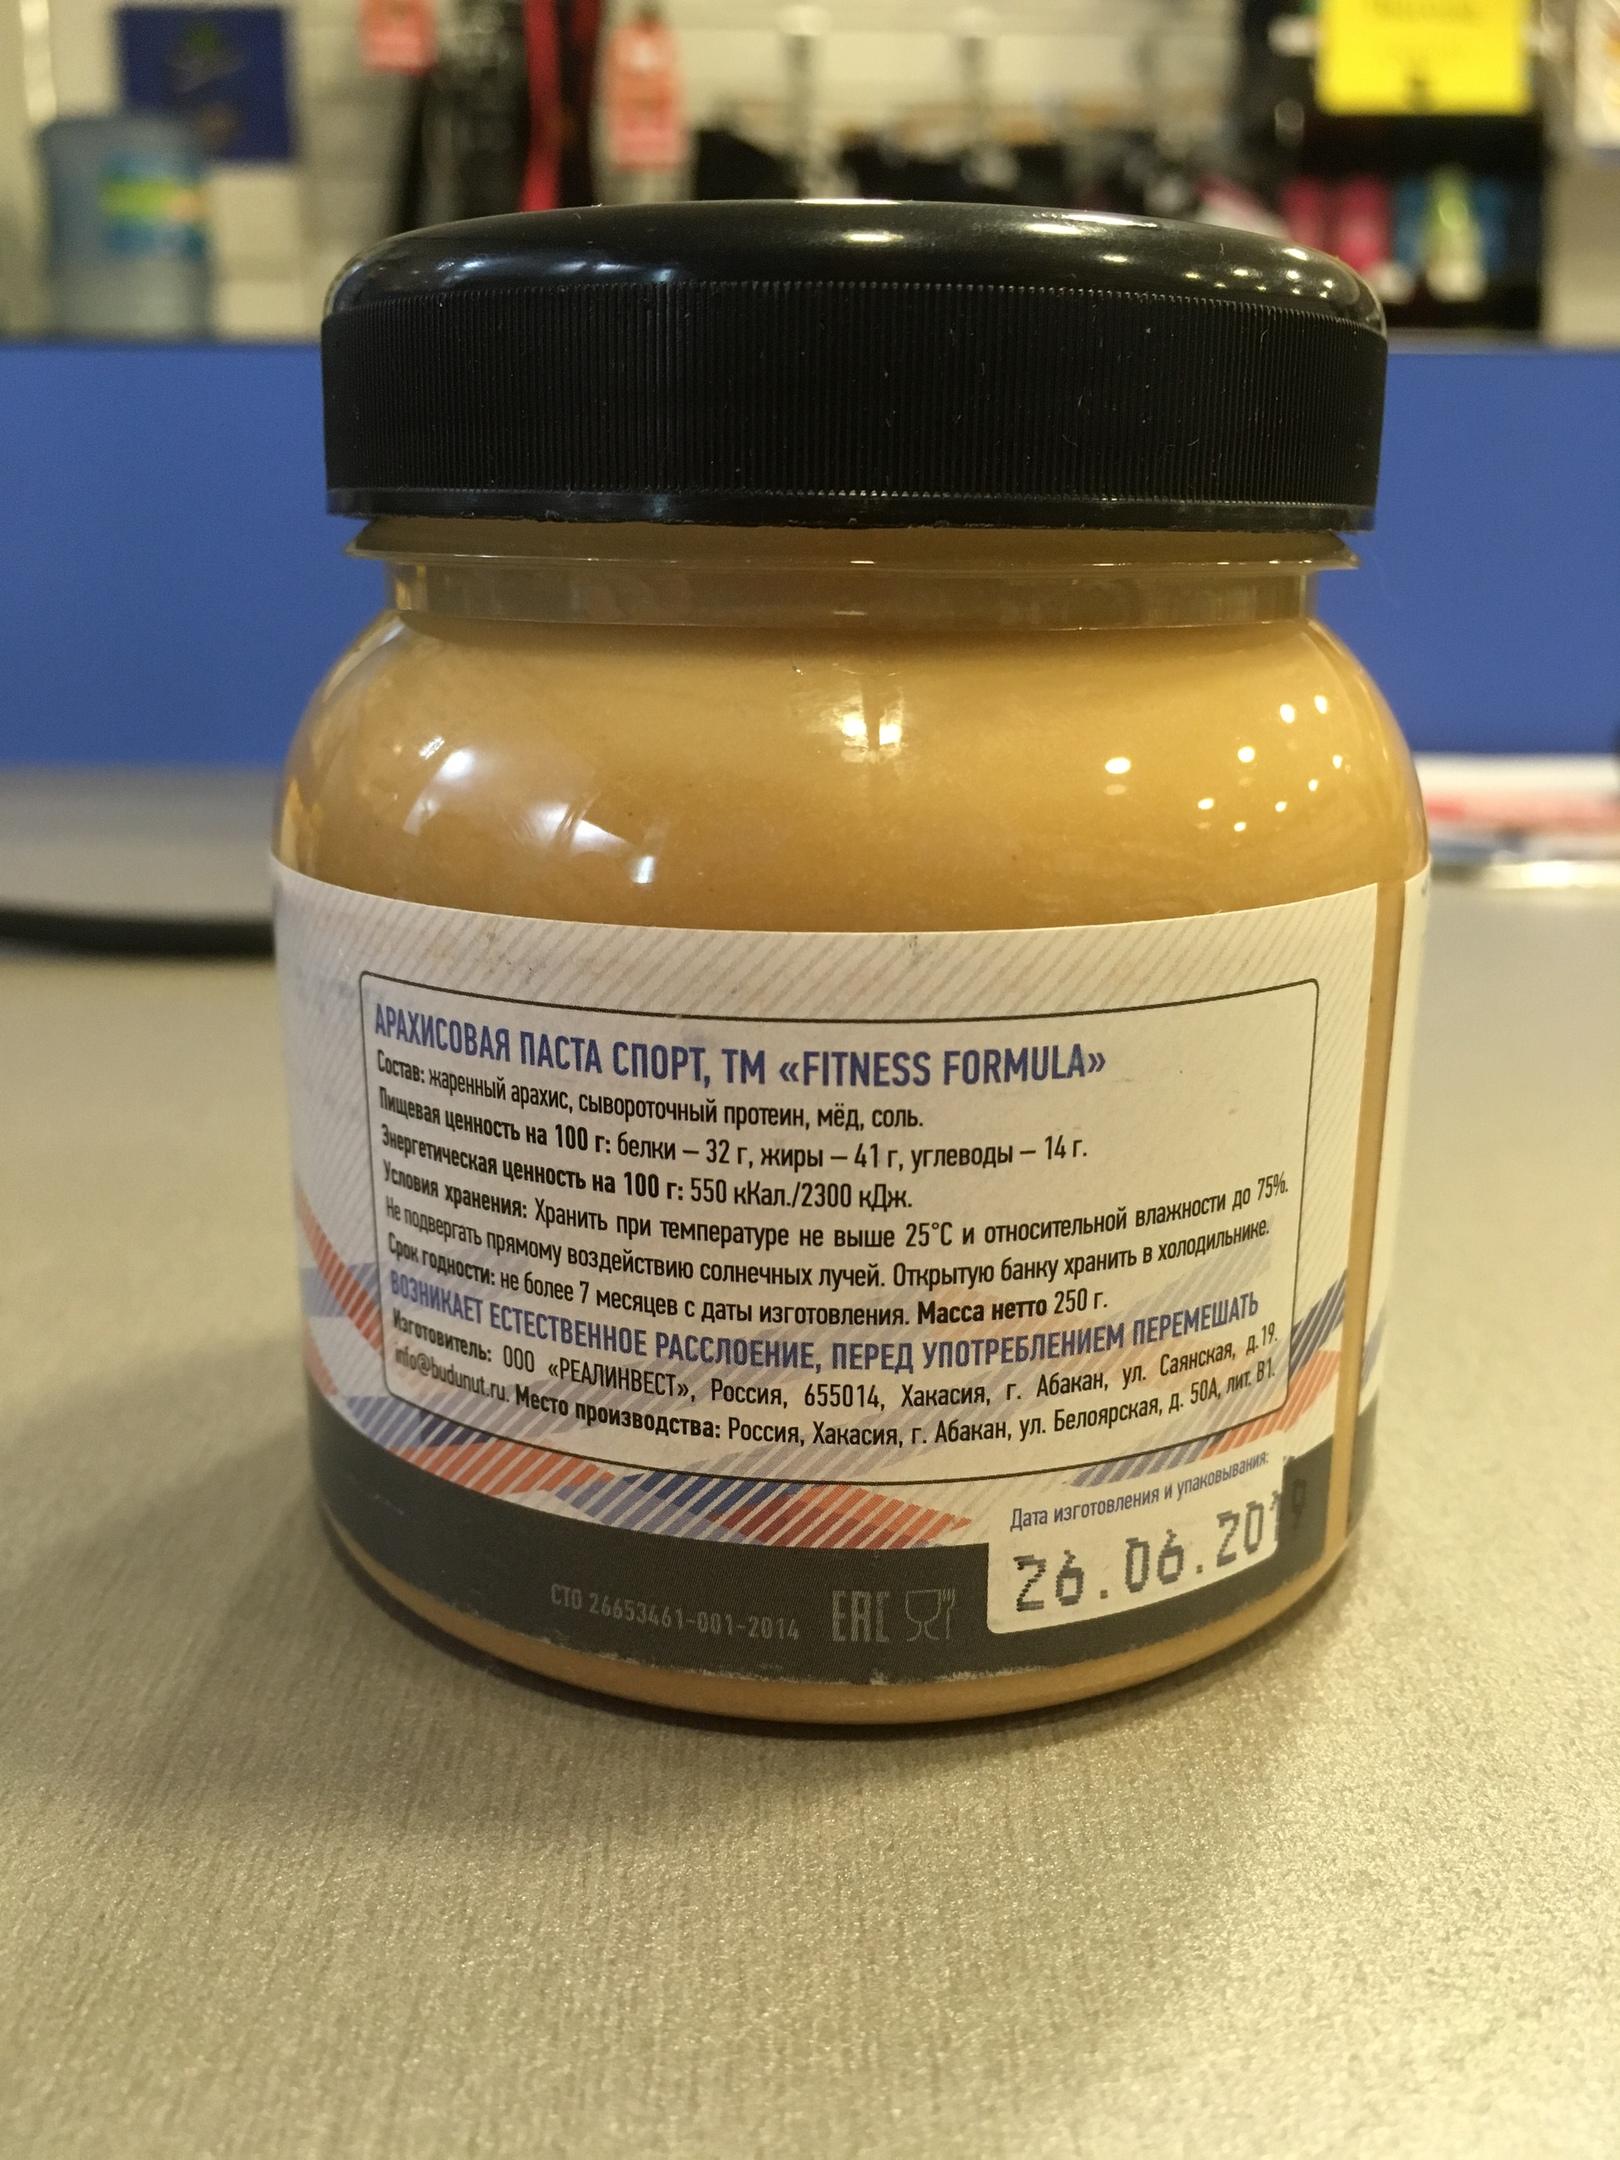 АРАХИСОВАЯ ПАСТА СПОРТ, ТМ «FITNESS FORMULA»
Состав: жаренный арахис, сывороточный протеин, мёд, соль.
Пищевая ценность на 100 г: белки – 32 г, жиры – 41 г, углеводы – 14 г.
Энергетическая ценность на 100 г: 550 кКал./2300 кДж.
Условия хранения: Хранить при температуре не выше 25°С и относительной влажности до 75%.
Не подвергать прямому воздействию солнечных лучей. Открытую банку хранить в холодильнике.
Срок годности: не более 7 месяцев с даты изготовления. Масса нетто 250 г.
ВОЗНИКАЕТ ЕСТЕСТВЕННОЕ РАССЛОЕНИЕ, ПЕРЕД УПОТРЕБЛЕНИЕМ ПЕРЕМЕШАТЬ
Изготовитель: ООО «РЕАЛИНВЕСТ», Россия, 655014, Хакасия, г. Абакан, ул. Саянская, д.19.
info@budunut.ru. Место производства: Россия, Хакасия, г. Абакан, ул. Белоярская, д. 50А, лит. В1.
Дата изготовления и упаковывания:
26.06.2019
СТО 26653461-001-2014 EAC